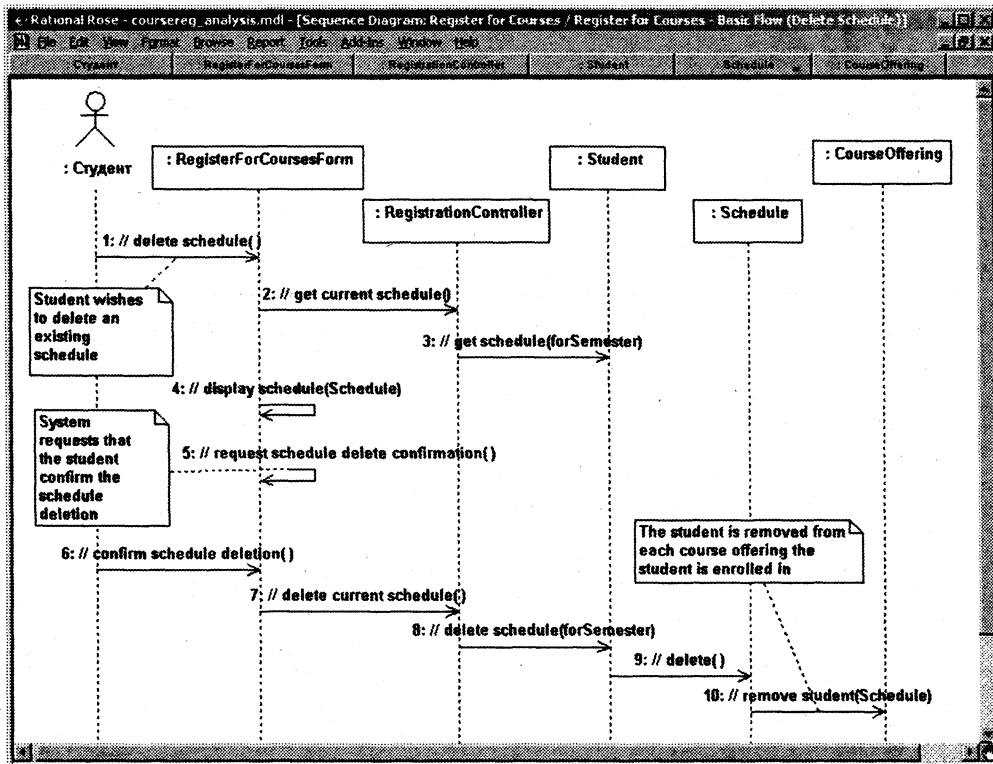 Rational Rose - coursereg_analysis.mdl - [Sequence Diagram: Register for Courses / Register for Courses - Basic Flow (Delete Schedule)]
File Edit View Format Browse Report Tools Add-Ins Window Help
Студент RegisterForCoursesForm RegistrationController : Student Schedule : CourseOffering
: Студент
: RegisterForCoursesForm
: Student
: CourseOffering
: RegistrationController
: Schedule
1: // delete schedule( )
Student wishes
to delete an
existing
schedule
2: // get current schedule()
3: // get schedule(forSemester)
4: // display schedule(Schedule)
System
requests that
the student
confirm the
schedule
deletion
5: // request schedule delete confirmation( )
The student is removed from
each course offering the
student is enrolled in
6: // confirm schedule deletion( )
7: // delete current schedule( )
8: // delete schedule(forSemester)
9: // delete( )
10: // remove student(Schedule)